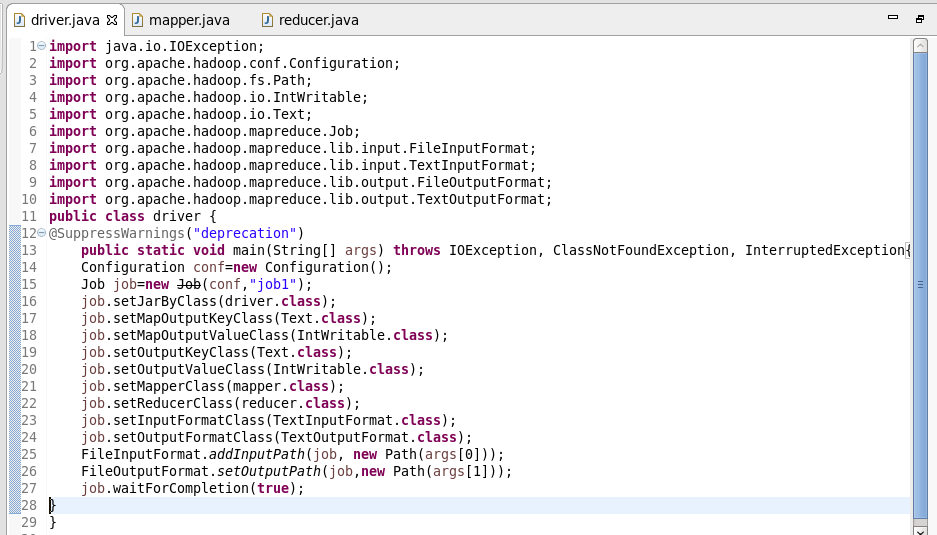 driver.java mapper.java reducer.java
1 import java.io.IOException;
2 import org.apache.hadoop.conf.Configuration;
3 import org.apache.hadoop.fs.Path;
4 import org.apache.hadoop.io.IntWritable;
5 import org.apache.hadoop.io.Text;
6 import org.apache.hadoop.mapreduce.Job;
7 import org.apache.hadoop.mapreduce.lib.input.FileInputFormat;
8 import org.apache.hadoop.mapreduce.lib.input.TextInputFormat;
9 import org.apache.hadoop.mapreduce.lib.output.FileOutputFormat;
10 import org.apache.hadoop.mapreduce.lib.output.TextOutputFormat;
11 public class driver {
12 @SuppressWarnings("deprecation")
13     public static void main(String[] args) throws IOException, ClassNotFoundException, InterruptedException{
14     Configuration conf=new Configuration();
15     Job job=new Job(conf,"job1");
16     job.setJarByClass(driver.class);
17     job.setMapOutputKeyClass(Text.class);
18     job.setMapOutputValueClass(IntWritable.class);
19     job.setOutputKeyClass(Text.class);
20     job.setOutputValueClass(IntWritable.class);
21     job.setMapperClass(mapper.class);
22     job.setReducerClass(reducer.class);
23     job.setInputFormatClass(TextInputFormat.class);
24     job.setOutputFormatClass(TextOutputFormat.class);
25     FileInputFormat.addInputPath(job, new Path(args[0]));
26     FileOutputFormat.setOutputPath(job,new Path(args[1]));
27     job.waitForCompletion(true);
28 }
29 }